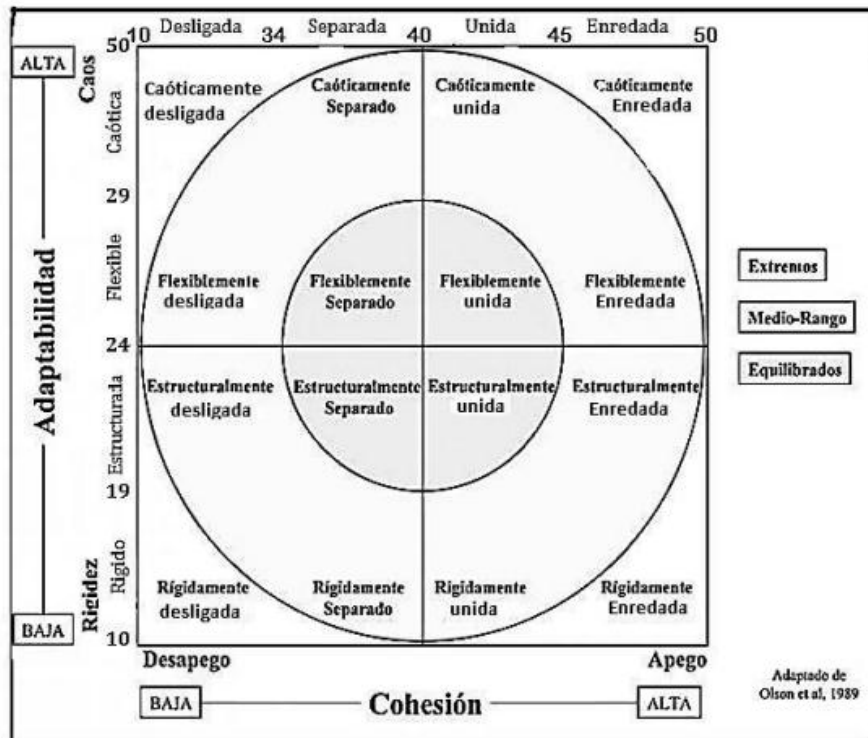 Desligada Separada Unida Enredada
10 34 40 45 50
50
ALTA
Caos
Caótica
Caóticamente desligada
Caóticamente Separado
Caóticamente unida
Caóticamente Enredada
29
Adaptabilidad
Flexible
Flexiblemente desligada
Flexiblemente Separado
Flexiblemente unida
Flexiblemente Enredada
Extremos
Medio-Rango
Equilibrados
24
Estructurada
Estructuralmente desligada
Estructuralmente Separado
Estructuralmente unida
Estructuralmente Enredada
19
Rigidez
Rígido
Rígidamente desligada
Rígidamente Separado
Rígidamente unida
Rígidamente Enredada
BAJA
10
Desapego
Apego
BAJA
Cohesión
ALTA
Adaptado de
Olson et al, 1989